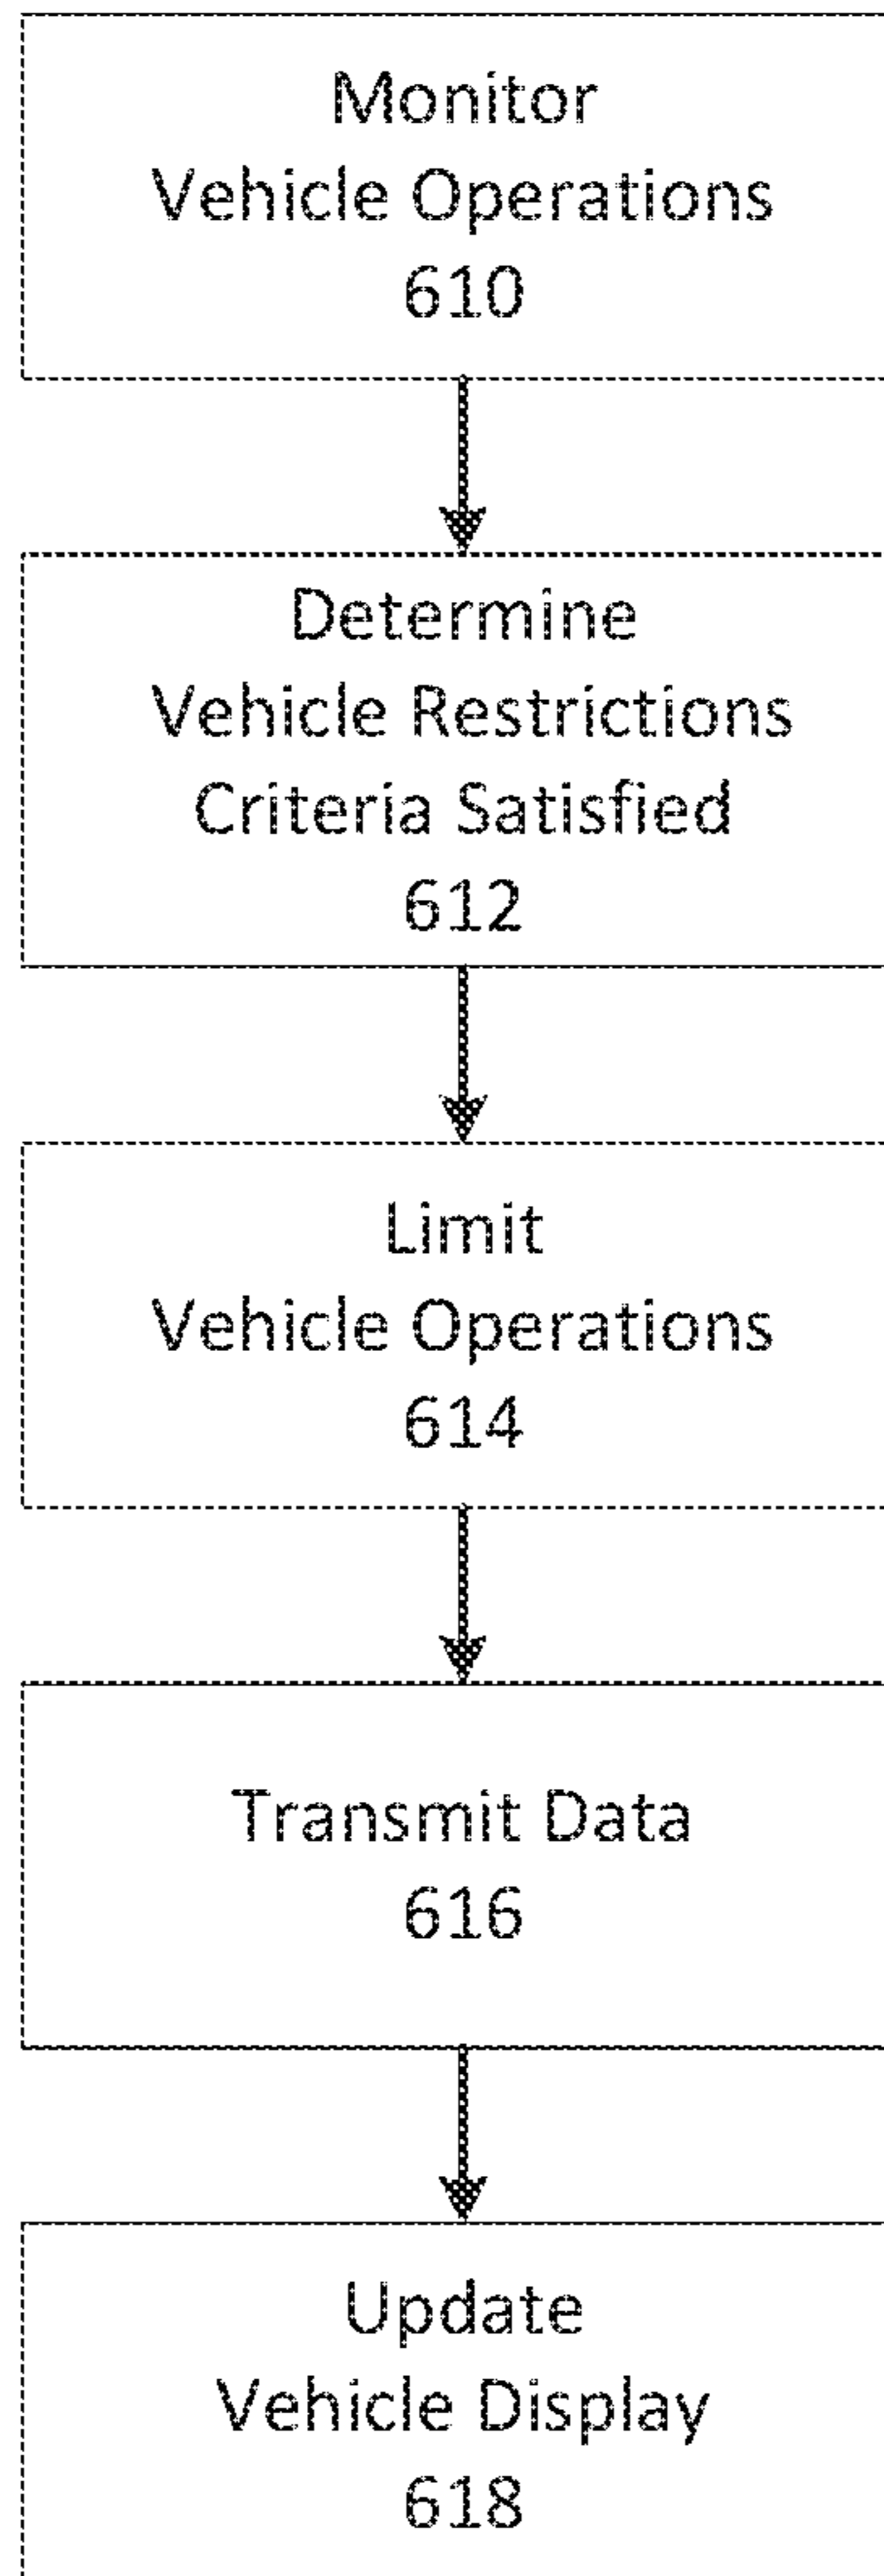 Monitor
Vehicle Operations
610
Determine
Vehicle Restrictions
Criteria Satisfied
612
Limit
Vehicle Operations
614
Transmit Data
616
Update
Vehicle Display
618